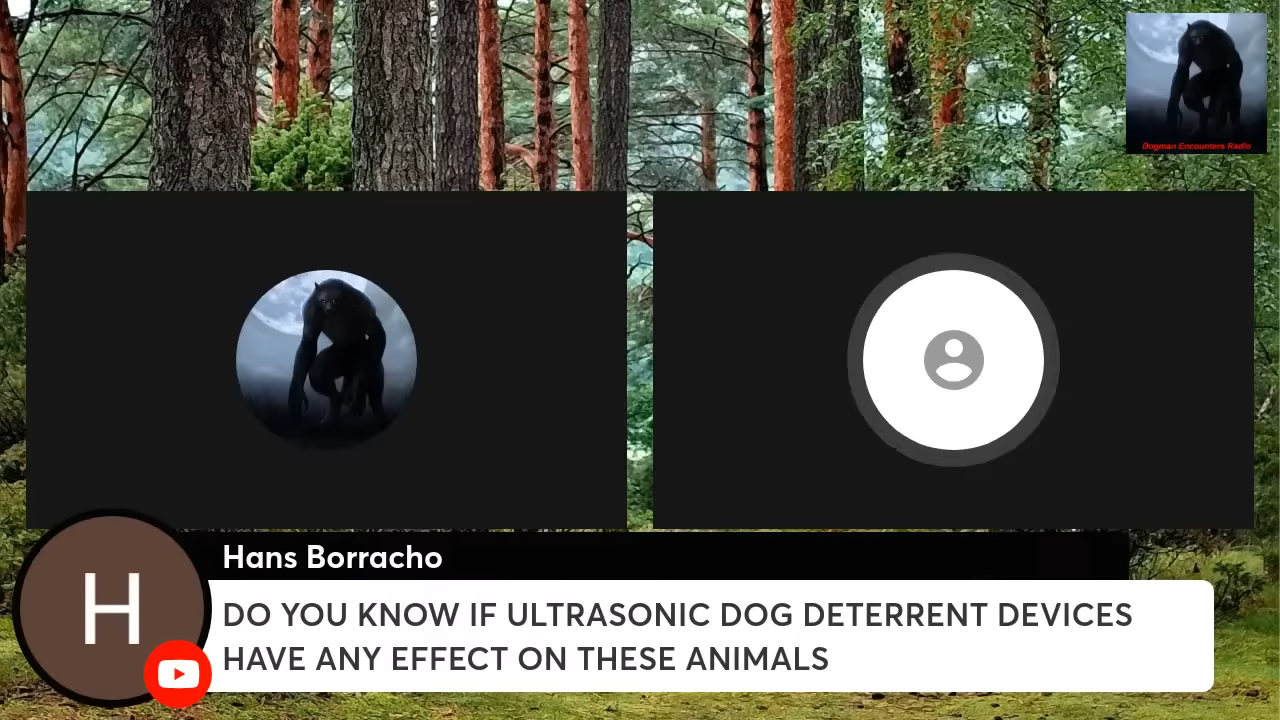 Dogman Encounters Radio
Hans Borracho
H
DO YOU KNOW IF ULTRASONIC DOG DETERRENT DEVICES
HAVE ANY EFFECT ON THESE ANIMALS